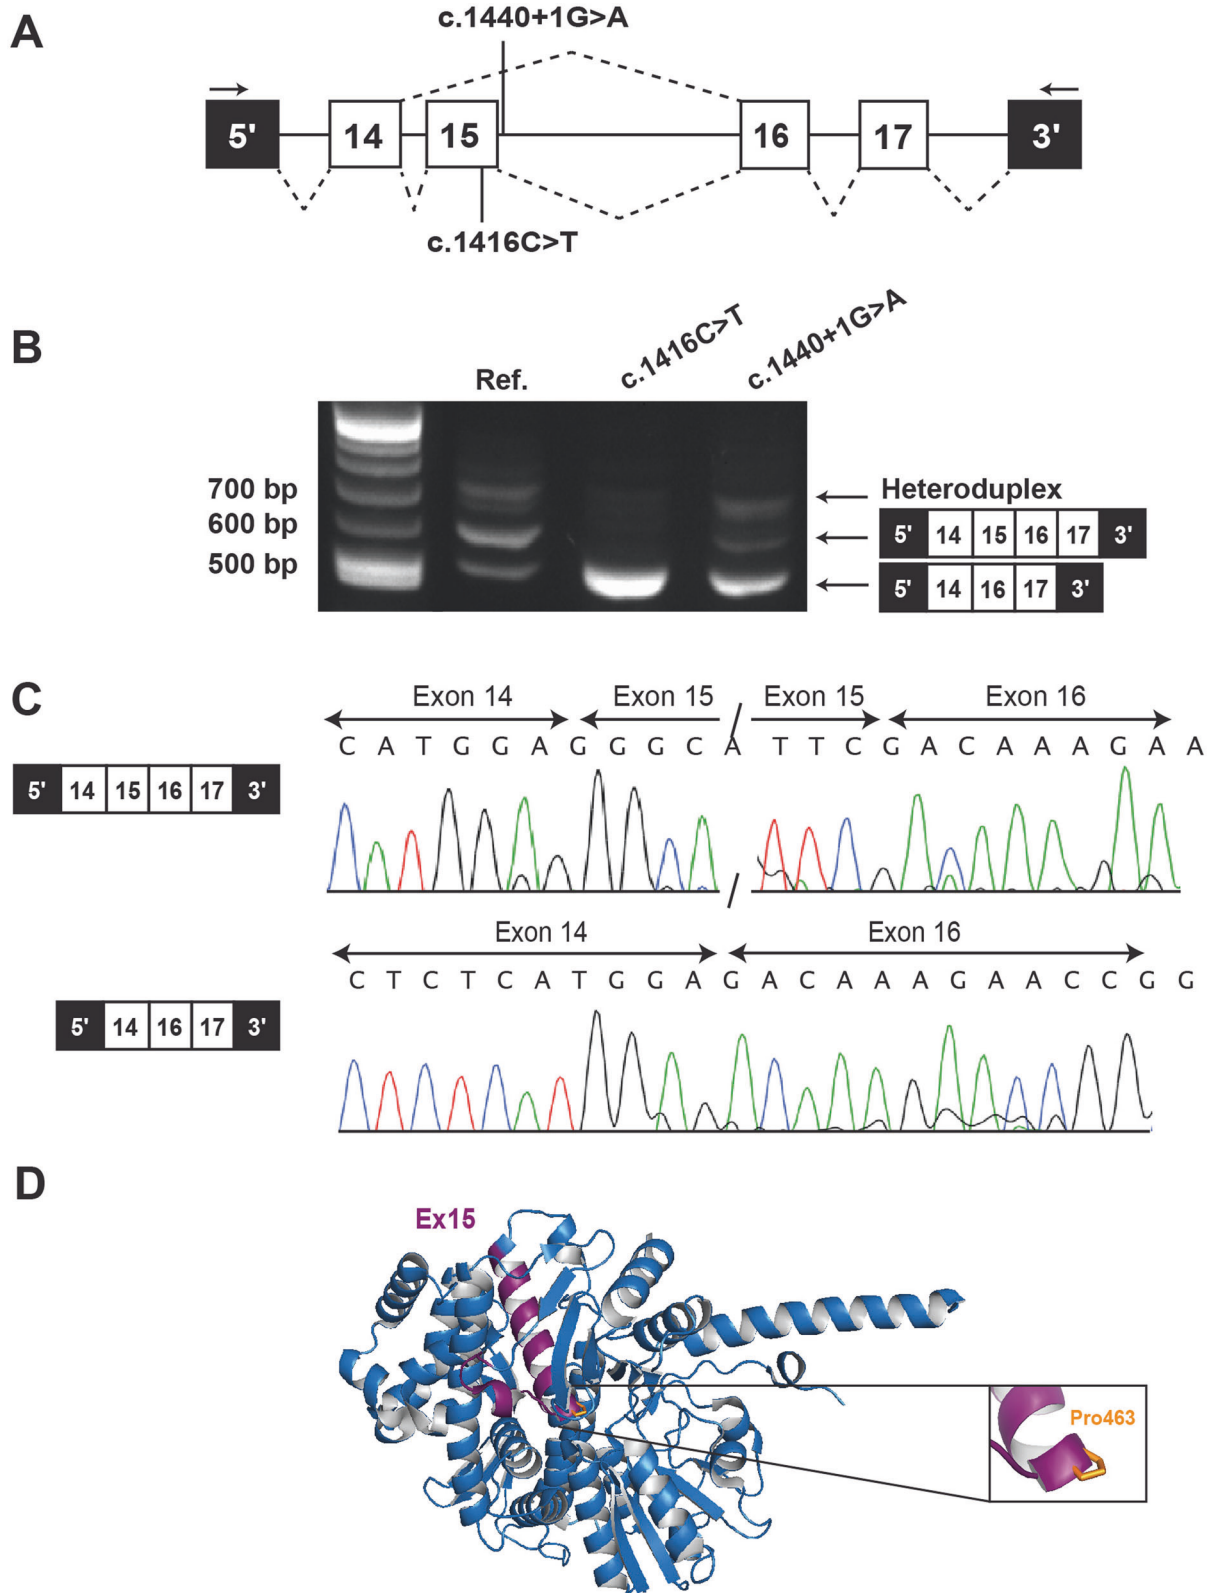 A
c.1440+1G>A
5' 14 15 16 17 3'
c.1416C>T
B
Ref. c.1416C>T c.1440+1G>A
700 bp
600 bp
500 bp
Heteroduplex
5' 14 15 16 17 3'
5' 14 16 17 3'
C
Exon 14 Exon 15 / Exon 15 Exon 16
C A T G G A G G G C A T T C G A C A A A G A A
5' 14 15 16 17 3'
/
Exon 14 Exon 16
C T C T C A T G G A G A C A A A G A A C C G G
5' 14 16 17 3'
D
Ex15
Pro463